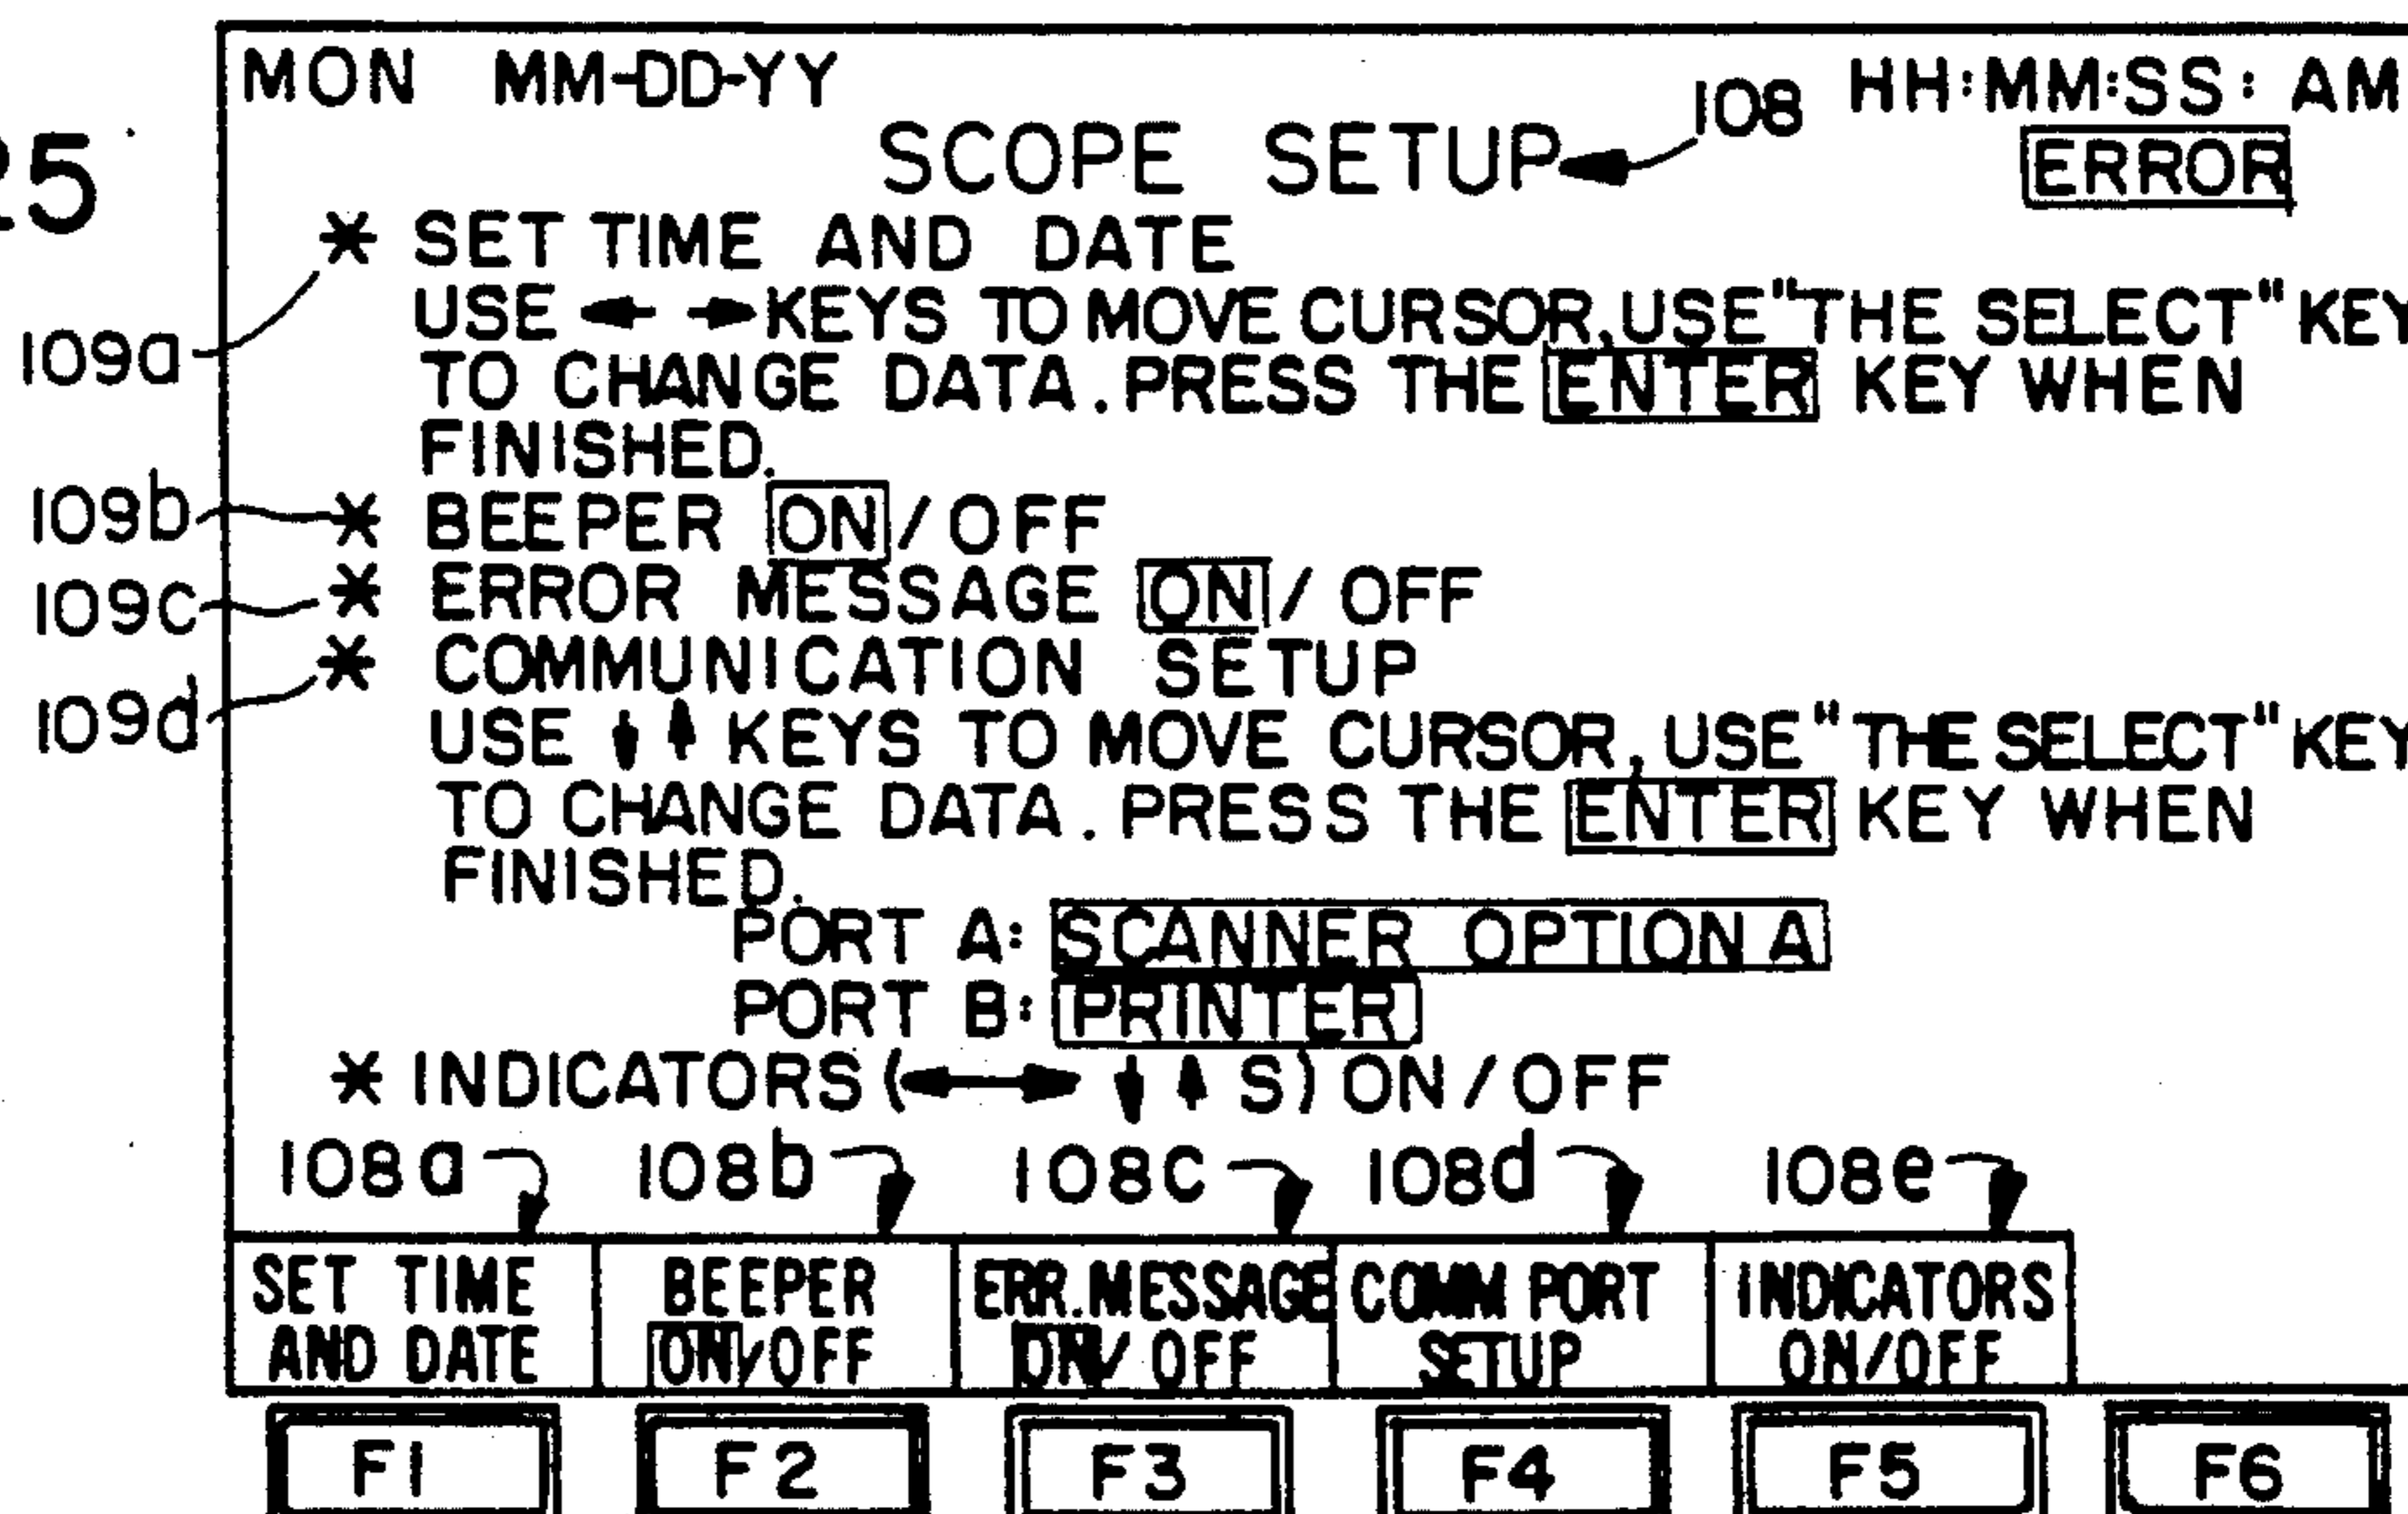 MON MM-DD-YY 108 HH:MM:SS: AM
25
SCOPE SETUP ERROR
* SET TIME AND DATE
USE ← → KEYS TO MOVE CURSOR, USE "THE SELECT" KEY
109a
TO CHANGE DATA. PRESS THE ENTER KEY WHEN
FINISHED.
109b * BEEPER ON/OFF
109c * ERROR MESSAGE ON/OFF
* COMMUNICATION SETUP
109d
USE ↓ ↑ KEYS TO MOVE CURSOR, USE "THE SELECT" KEY
TO CHANGE DATA. PRESS THE ENTER KEY WHEN
FINISHED.
PORT A: SCANNER OPTION A
PORT B: PRINTER
* INDICATORS (←→ ↓ ↑ S) ON/OFF
108a 108b 108c 108d 108e
SET TIME AND DATE
BEEPER ON/OFF
ERR. MESSAGE ON/OFF
COMM PORT SETUP
INDICATORS ON/OFF
F1 F2 F3 F4 F5 F6